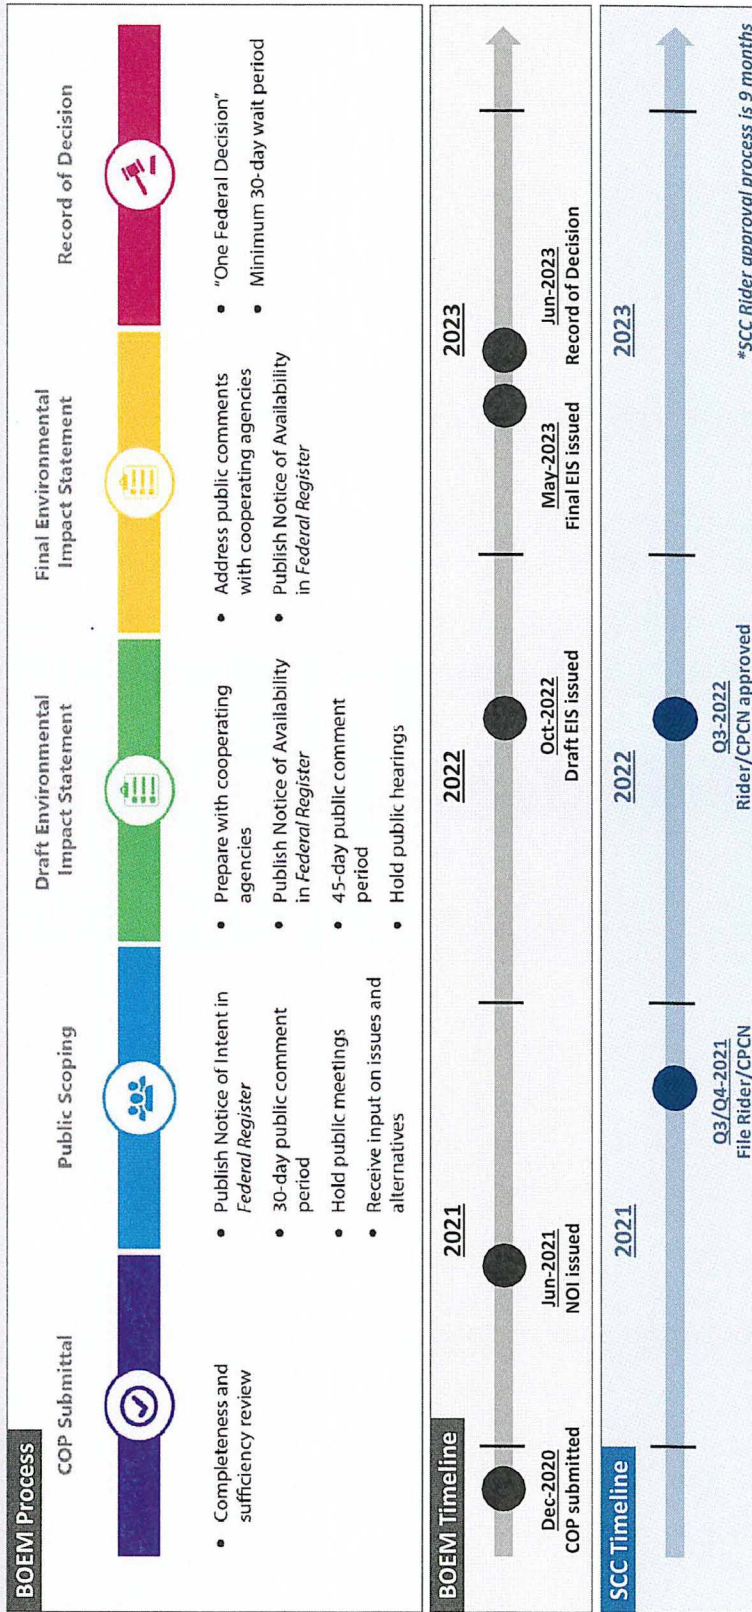 BOEM Process
COP Submittal
Public Scoping
Draft Environmental
Impact Statement
Final Environmental
Impact Statement
Record of Decision
• Completeness and
sufficiency review
• Publish Notice of Intent in
Federal Register
• 30-day public comment
period
• Hold public meetings
• Receive input on issues and
alternatives
• Prepare with cooperating
agencies
• Publish Notice of Availability
in Federal Register
• 45-day public comment
period
• Hold public hearings
• Address public comments
with cooperating agencies
• Publish Notice of Availability
in Federal Register
• "One Federal Decision"
• Minimum 30-day wait period
BOEM Timeline
2021
2022
2023
Dec-2020
COP submitted
Jun-2021
NOI issued
Oct-2022
Draft EIS issued
May-2023
Final EIS issued
Jun-2023
Record of Decision
SCC Timeline
2021
2022
2023
Q3/Q4-2021
File Rider/CPCN
Q3-2022
Rider/CPCN approved
*SCC Rider approval process is 9 months